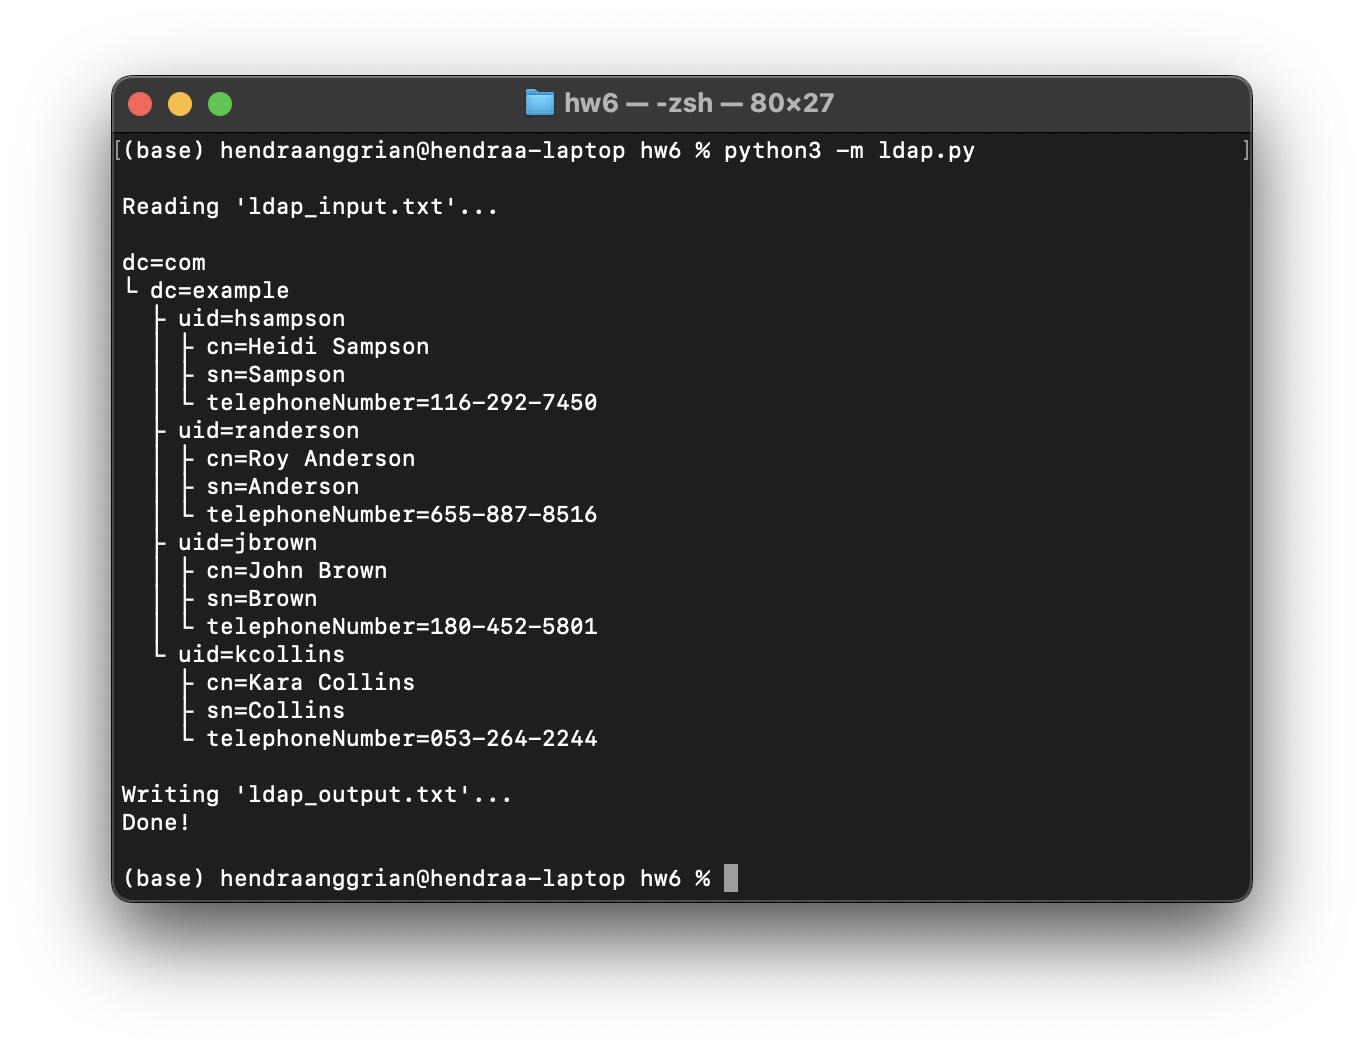 hw6 — -zsh — 80×27
[(base) hendraanggrian@hendraa-laptop hw6 % python3 -m ldap.py ]
Reading 'ldap_input.txt'...
dc=com
└ dc=example
  ├ uid=hsampson
  │ ├ cn=Heidi Sampson
  │ ├ sn=Sampson
  │ └ telephoneNumber=116-292-7450
  ├ uid=randerson
  │ ├ cn=Roy Anderson
  │ ├ sn=Anderson
  │ └ telephoneNumber=655-887-8516
  ├ uid=jbrown
  │ ├ cn=John Brown
  │ ├ sn=Brown
  │ └ telephoneNumber=180-452-5801
  └ uid=kcollins
    ├ cn=Kara Collins
    ├ sn=Collins
    └ telephoneNumber=053-264-2244
Writing 'ldap_output.txt'...
Done!
(base) hendraanggrian@hendraa-laptop hw6 %